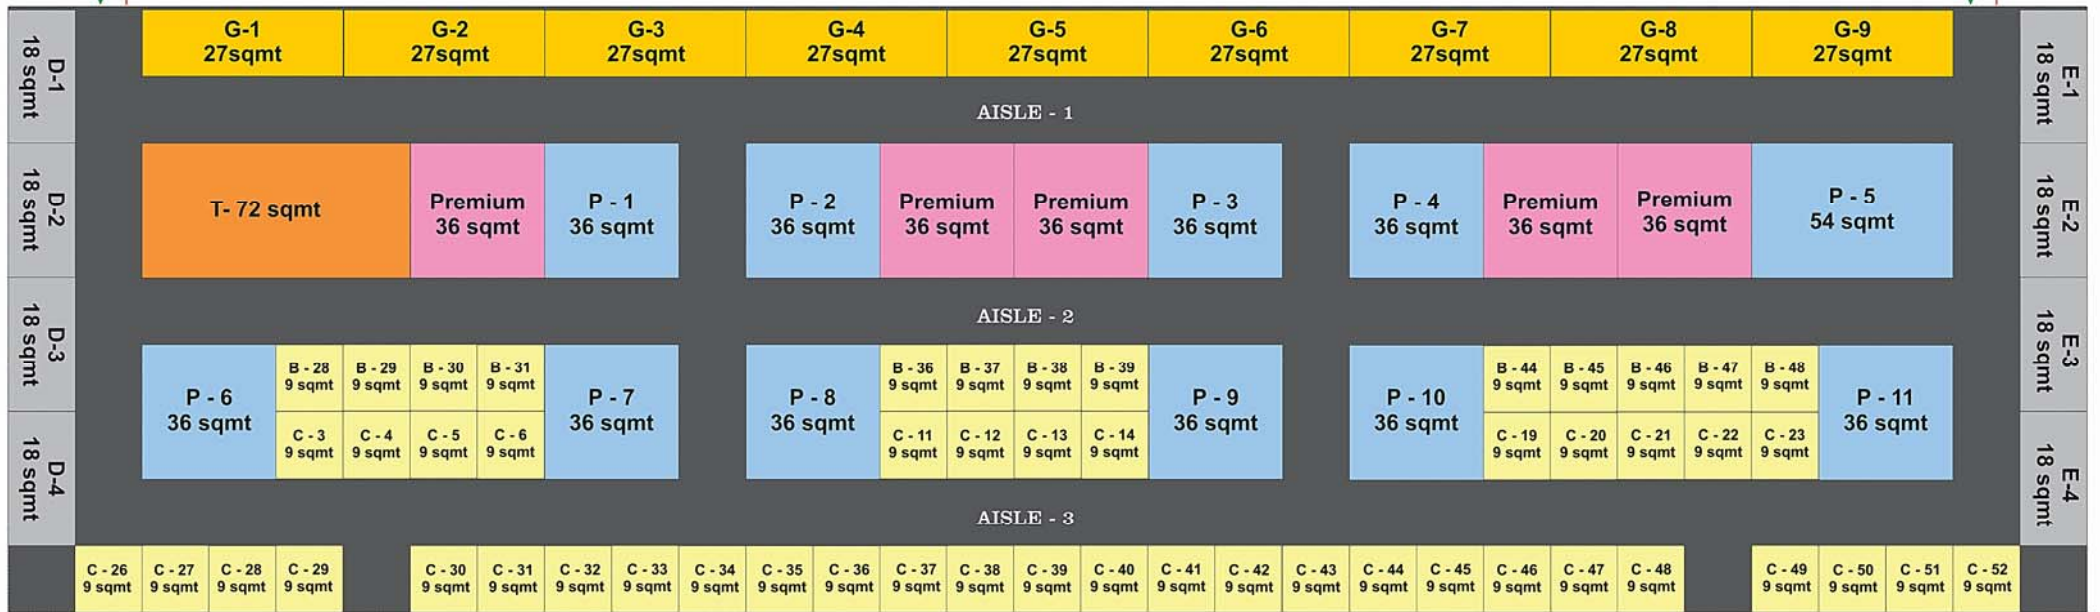 G-1
27sqmt
G-2
27sqmt
G-3
27sqmt
G-4
27sqmt
G-5
27sqmt
G-6
27sqmt
G-7
27sqmt
G-8
27sqmt
G-9
27sqmt
D-1
18 sqmt
E-1
18 sqmt
AISLE - 1
D-2
18 sqmt
T- 72 sqmt
Premium
36 sqmt
P - 1
36 sqmt
P - 2
36 sqmt
Premium
36 sqmt
Premium
36 sqmt
P - 3
36 sqmt
P - 4
36 sqmt
Premium
36 sqmt
Premium
36 sqmt
P - 5
54 sqmt
E-2
18 sqmt
AISLE - 2
D-3
18 sqmt
P - 6
36 sqmt
B - 28
9 sqmt
B - 29
9 sqmt
B - 30
9 sqmt
B - 31
9 sqmt
C - 3
9 sqmt
C - 4
9 sqmt
C - 5
9 sqmt
C - 6
9 sqmt
P - 7
36 sqmt
P - 8
36 sqmt
B - 36
9 sqmt
B - 37
9 sqmt
B - 38
9 sqmt
B - 39
9 sqmt
C - 11
9 sqmt
C - 12
9 sqmt
C - 13
9 sqmt
C - 14
9 sqmt
P - 9
36 sqmt
P - 10
36 sqmt
B - 44
9 sqmt
B - 45
9 sqmt
B - 46
9 sqmt
B - 47
9 sqmt
B - 48
9 sqmt
C - 19
9 sqmt
C - 20
9 sqmt
C - 21
9 sqmt
C - 22
9 sqmt
C - 23
9 sqmt
P - 11
36 sqmt
E-3
18 sqmt
D-4
18 sqmt
E-4
18 sqmt
AISLE - 3
C - 26
9 sqmt
C - 27
9 sqmt
C - 28
9 sqmt
C - 29
9 sqmt
C - 30
9 sqmt
C - 31
9 sqmt
C - 32
9 sqmt
C - 33
9 sqmt
C - 34
9 sqmt
C - 35
9 sqmt
C - 36
9 sqmt
C - 37
9 sqmt
C - 38
9 sqmt
C - 39
9 sqmt
C - 40
9 sqmt
C - 41
9 sqmt
C - 42
9 sqmt
C - 43
9 sqmt
C - 44
9 sqmt
C - 45
9 sqmt
C - 46
9 sqmt
C - 47
9 sqmt
C - 48
9 sqmt
C - 49
9 sqmt
C - 50
9 sqmt
C - 51
9 sqmt
C - 52
9 sqmt